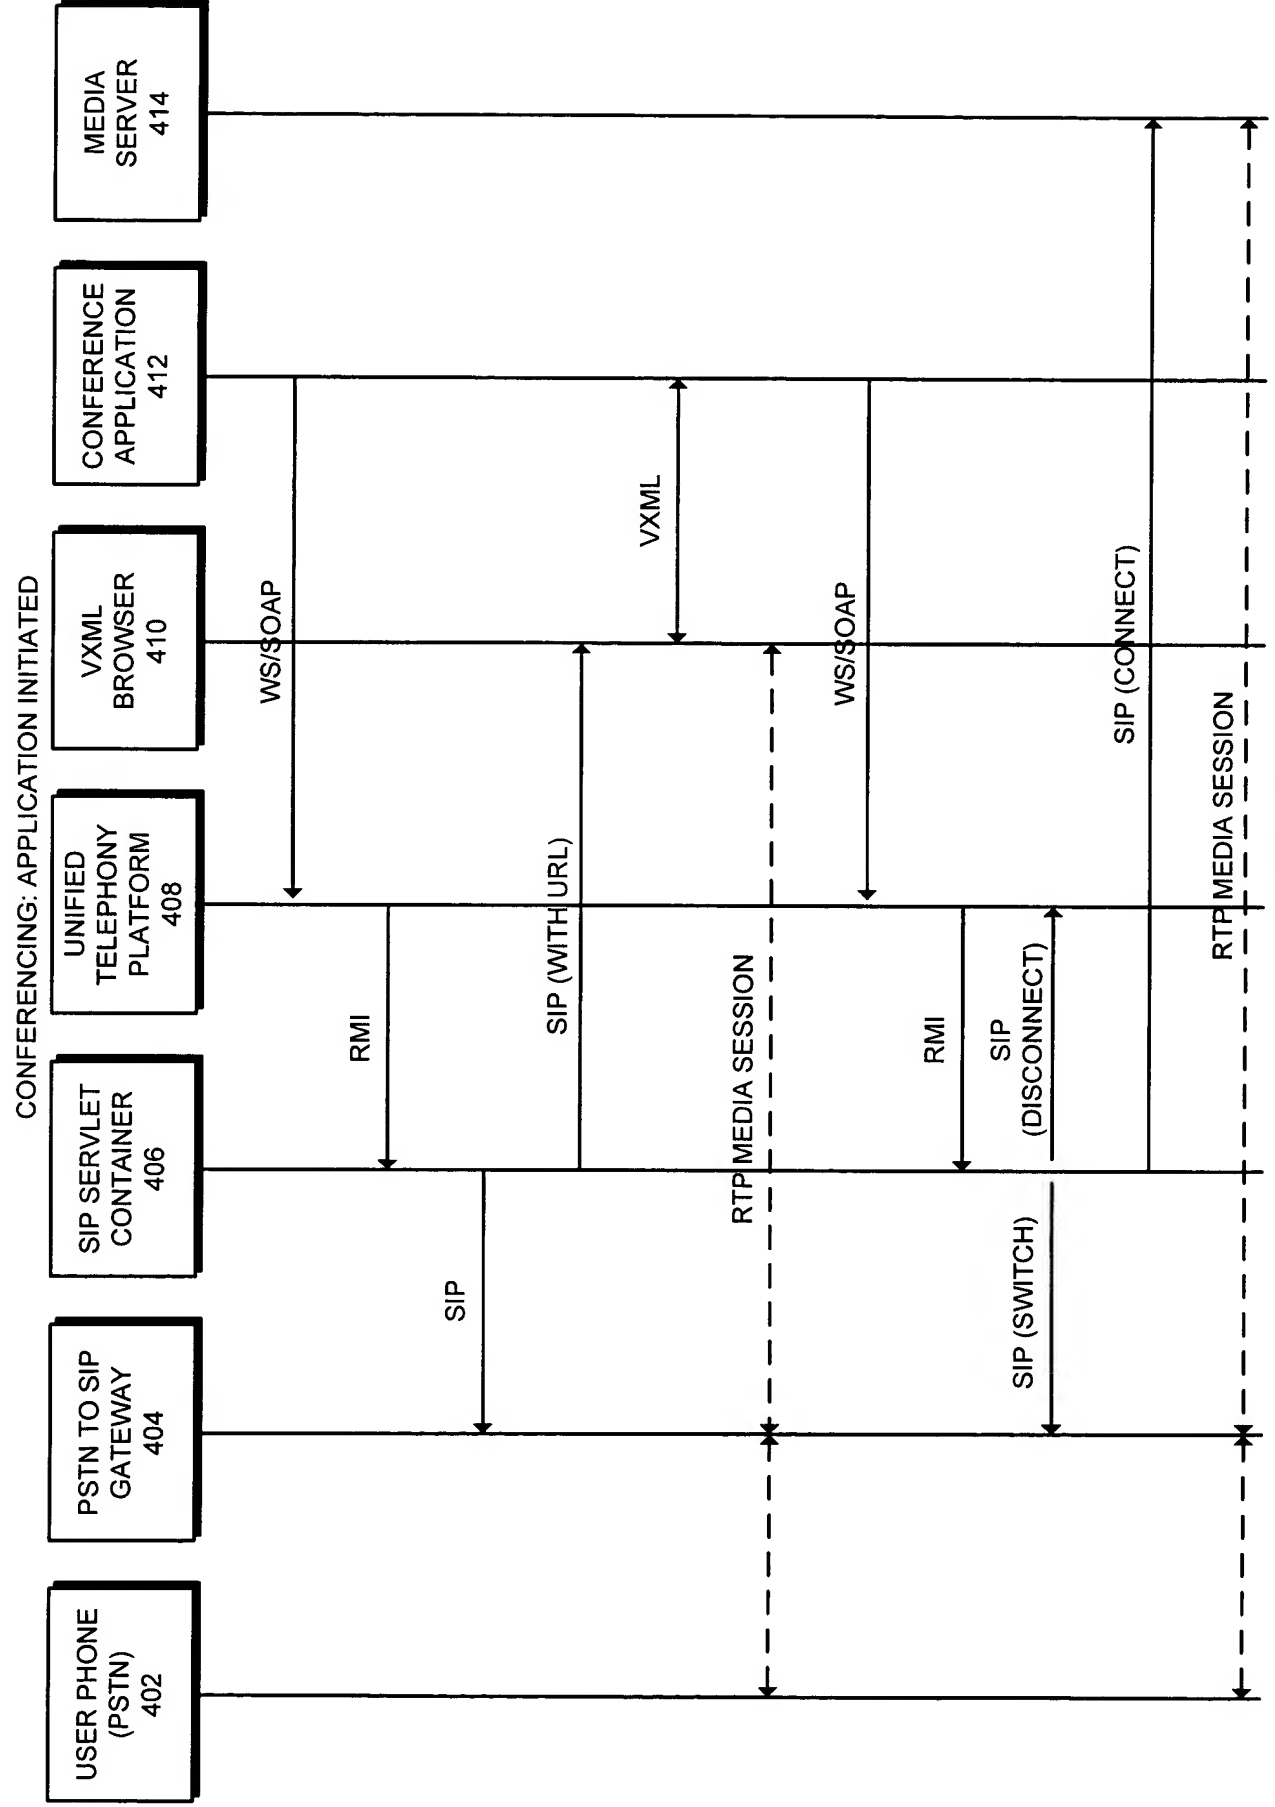 CONFERENCING: APPLICATION INITIATED
USER PHONE
(PSTN)
402
PSTN TO SIP
GATEWAY
404
SIP SERVLET
CONTAINER
406
UNIFIED
TELEPHONY
PLATFORM
408
VXML
BROWSER
410
CONFERENCE
APPLICATION
412
MEDIA
SERVER
414
WS/SOAP
RMI
SIP
SIP (WITH URL)
VXML
RTP MEDIA SESSION
WS/SOAP
RMI
SIP (SWITCH)
SIP
(DISCONNECT)
SIP (CONNECT)
RTP MEDIA SESSION